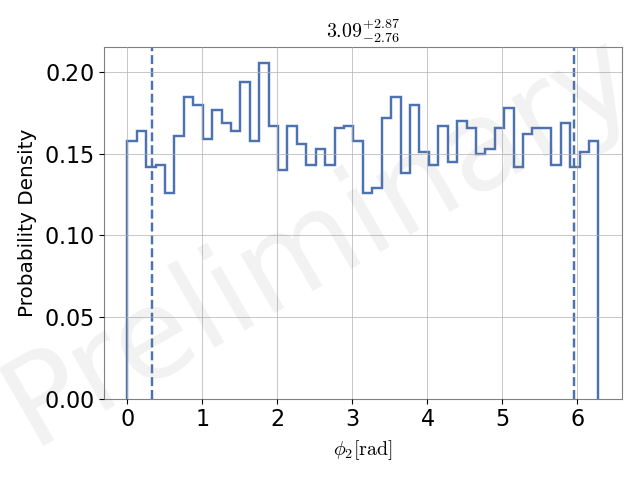 3.09^{+2.87}_{-2.76}
Probability Density
0.20
0.15
0.10
0.05
0.00
0 1 2 3 4 5 6
ϕ₂[rad]
Preliminary